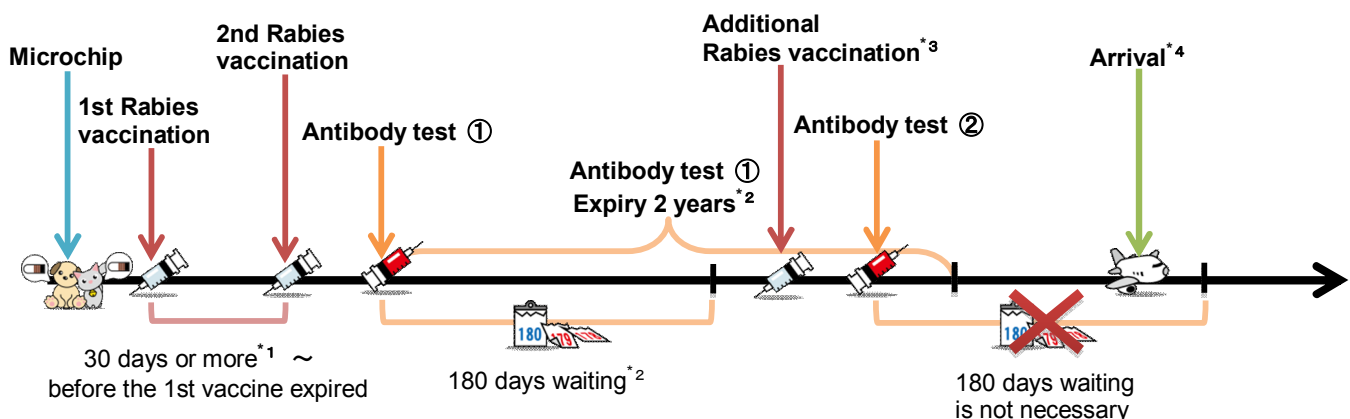 Microchip
1st Rabies
vaccination
2nd Rabies
vaccination
Antibody test ①
Antibody test ①
Expiry 2 years*2
Additional
Rabies vaccination*3
Antibody test ②
Arrival*4
30 days or more*1 ～
before the 1st vaccine expired
180 179
180 days waiting*2
180 79
180 days waiting
is not necessary